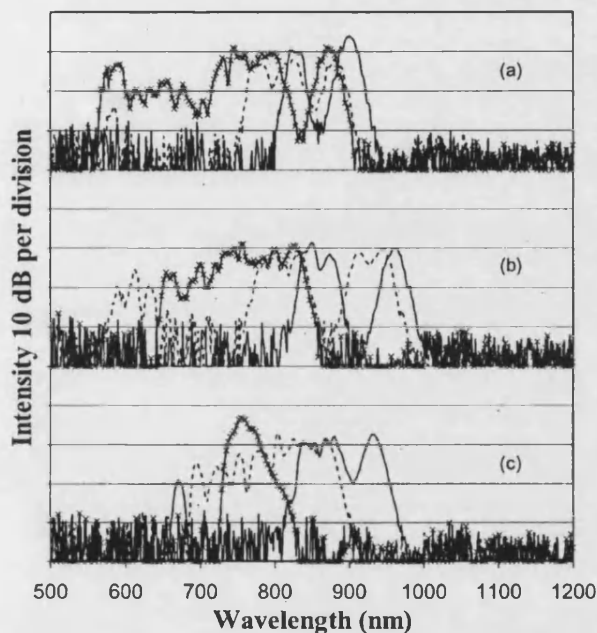 (a)
(b)
(c)
Intensity 10 dB per division
500 600 700 800 900 1000 1100 1200
Wavelength (nm)